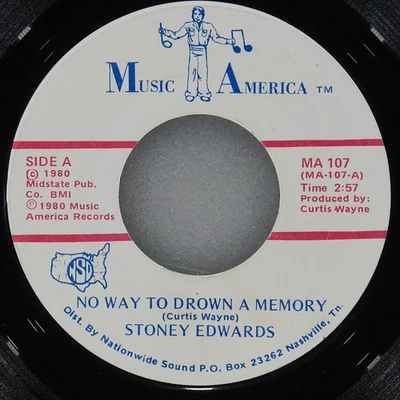 MUSIC AMERICA TM
SIDE A
© 1980
Midstate Pub.
Co. BMI
℗ 1980 Music
America Records
MA 107
(MA-107-A)
Time 2:57
Produced by:
Curtis Wayne
NSD
NO WAY TO DROWN A MEMORY
(Curtis Wayne)
STONEY EDWARDS
Dist. By Nationwide Sound P.O. Box 23262 Nashville, Tn.